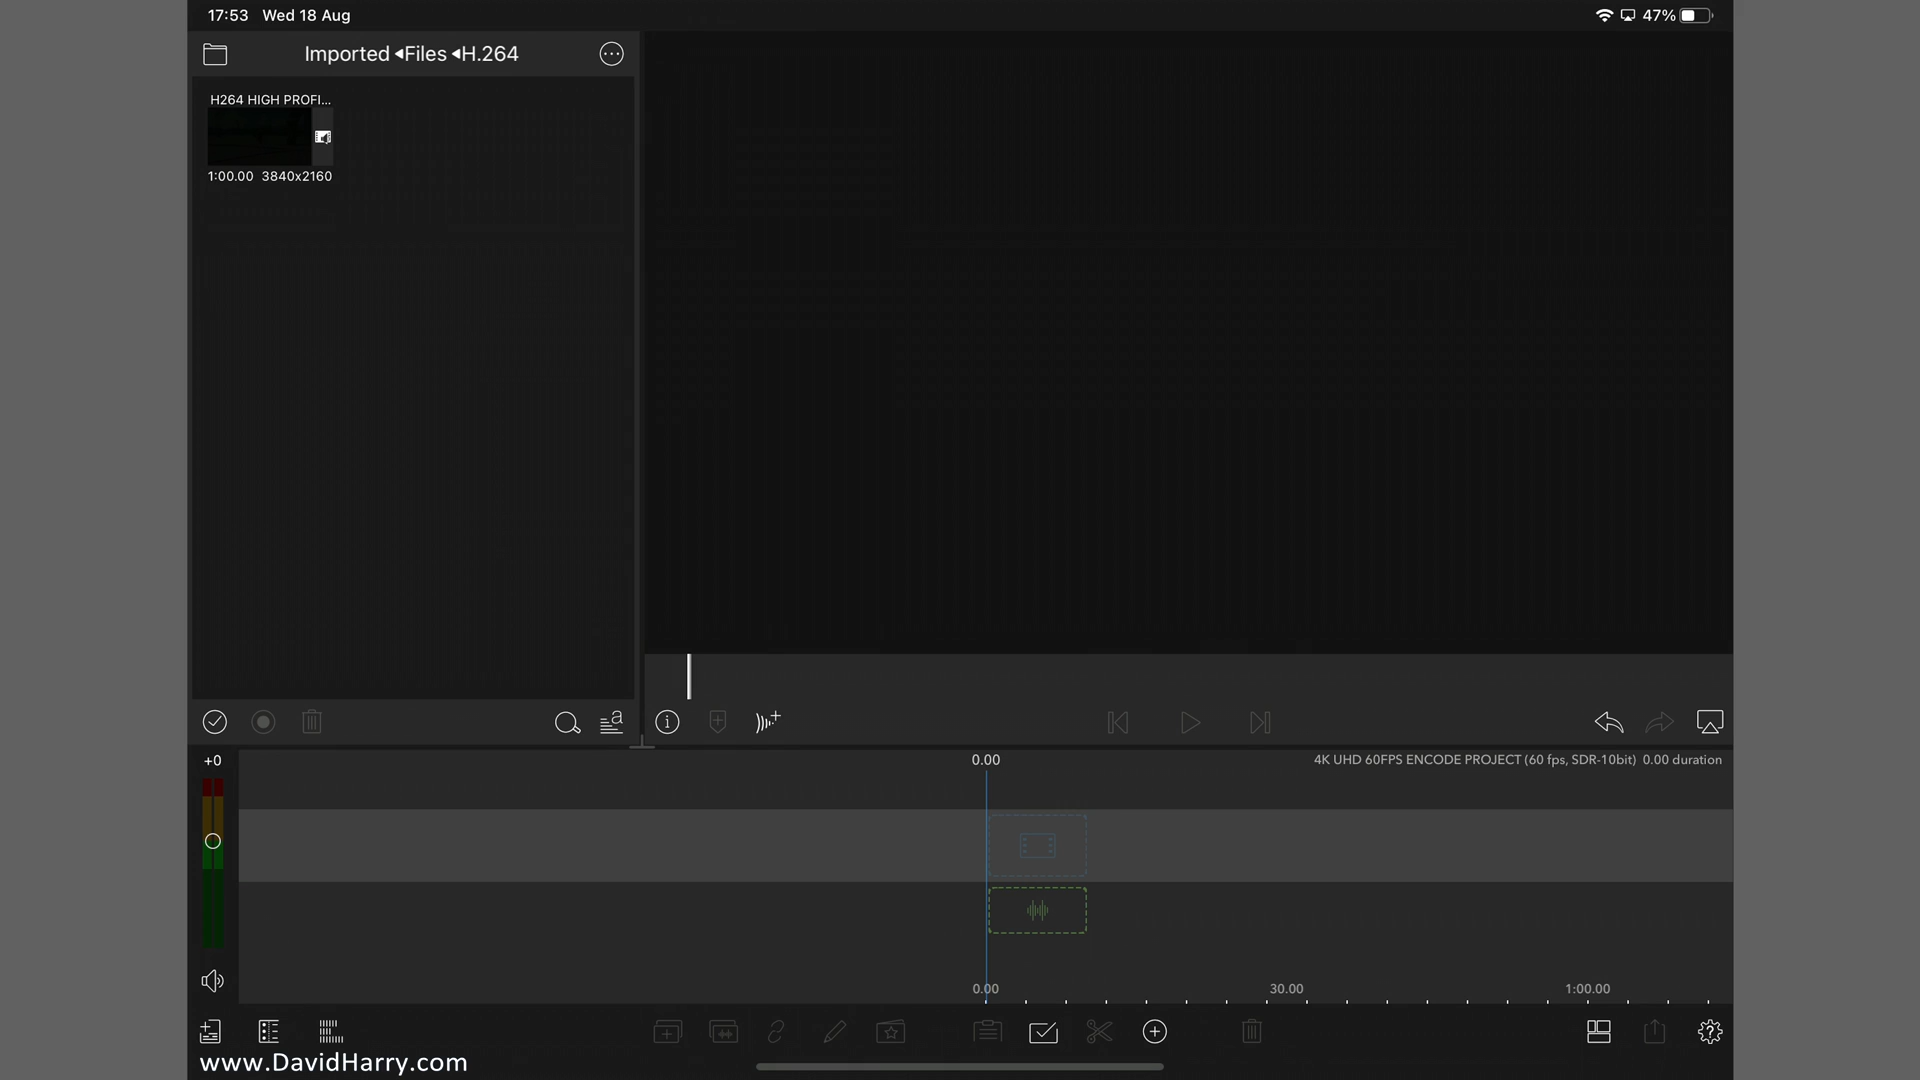 17:53 Wed 18 Aug
47%
Imported ◂Files ◂H.264
H264 HIGH PROFI...
1:00.00 3840x2160
+0
0.00
4K UHD 60FPS ENCODE PROJECT (60 fps, SDR-10bit) 0.00 duration
0.00 30.00 1:00.00
www.DavidHarry.com